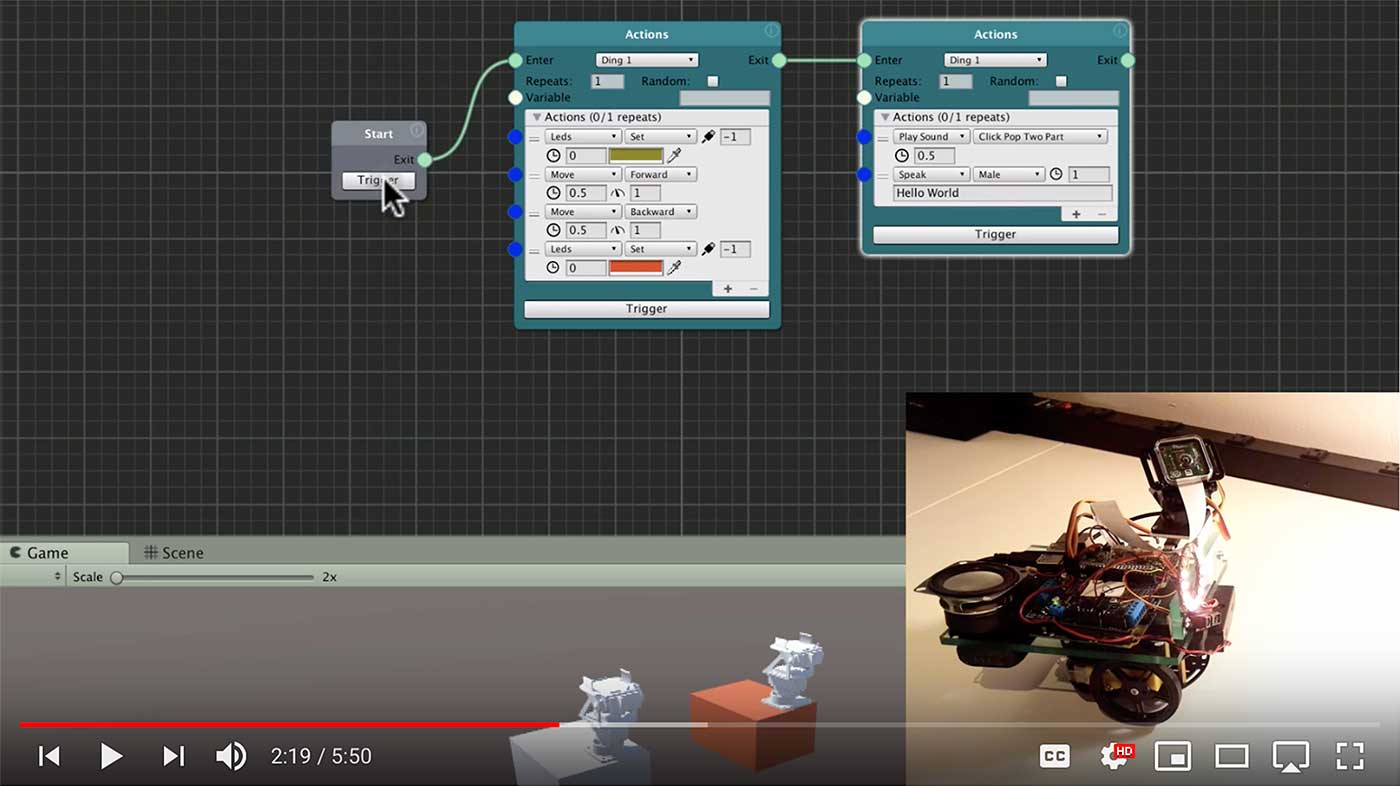 Start
Exit
Trigger
Actions
Enter Ding 1 Exit
Repeats: 1 Random:
Variable
Actions (0/1 repeats)
Leds Set -1
0
Move Forward
0.5 1
Move Backward
0.5 1
Leds Set -1
0
+ −
Trigger
Actions
Enter Ding 1 Exit
Repeats: 1 Random:
Variable
Actions (0/1 repeats)
Play Sound Click Pop Two Part
0.5
Speak Male 1
Hello World
+ −
Trigger
Game Scene
Scale 2x
2:19 / 5:50 CC HD